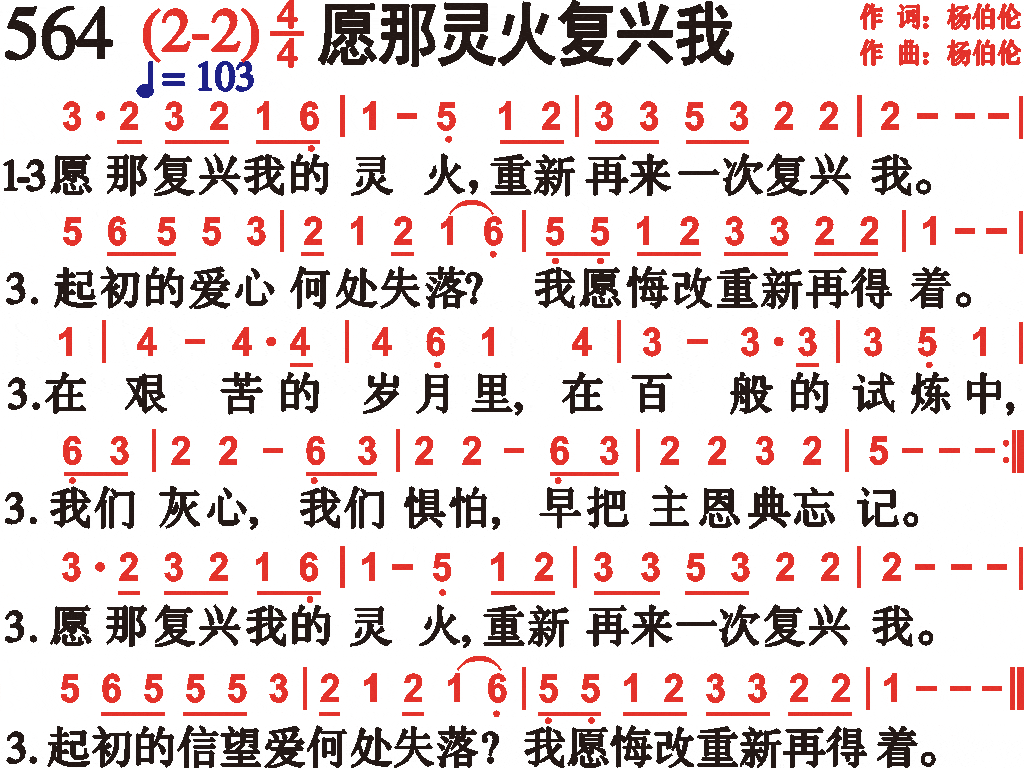 564 (2-2) 4/4 愿那灵火复兴我 作 词：杨伯伦
♩= 103 作 曲：杨伯伦
3 · 2 3 2 1 6 | 1 – 5 1 2 | 3 3 5 3 2 2 | 2 – – – |
1-3愿 那复兴我的 灵 火，重新 再来一次复兴 我。
5 6 5 5 3 | 2 1 2 1 6 | 5 5 1 2 3 3 2 2 | 1 – – |
3. 起初的爱心 何处失落？ 我愿悔改重新再得 着。
1 | 4 – 4 · 4 | 4 6 1 4 | 3 – 3 · 3 | 3 5 1 |
3.在 艰 苦 的 岁 月 里，在 百 般 的 试 炼 中，
6 3 | 2 2 – 6 3 | 2 2 – 6 3 | 2 2 3 2 | 5 – – – :||
3. 我们 灰心， 我们 惧怕， 早把 主恩典忘 记。
3 · 2 3 2 1 6 | 1 – 5 1 2 | 3 3 5 3 2 2 | 2 – – – |
3. 愿 那复兴我的 灵 火，重新 再来一次复兴 我。
5 6 5 5 5 3 | 2 1 2 1 6 | 5 5 1 2 3 3 2 2 | 1 – – – ||
3. 起初的信望爱何处失落？ 我愿悔改重新再得 着。